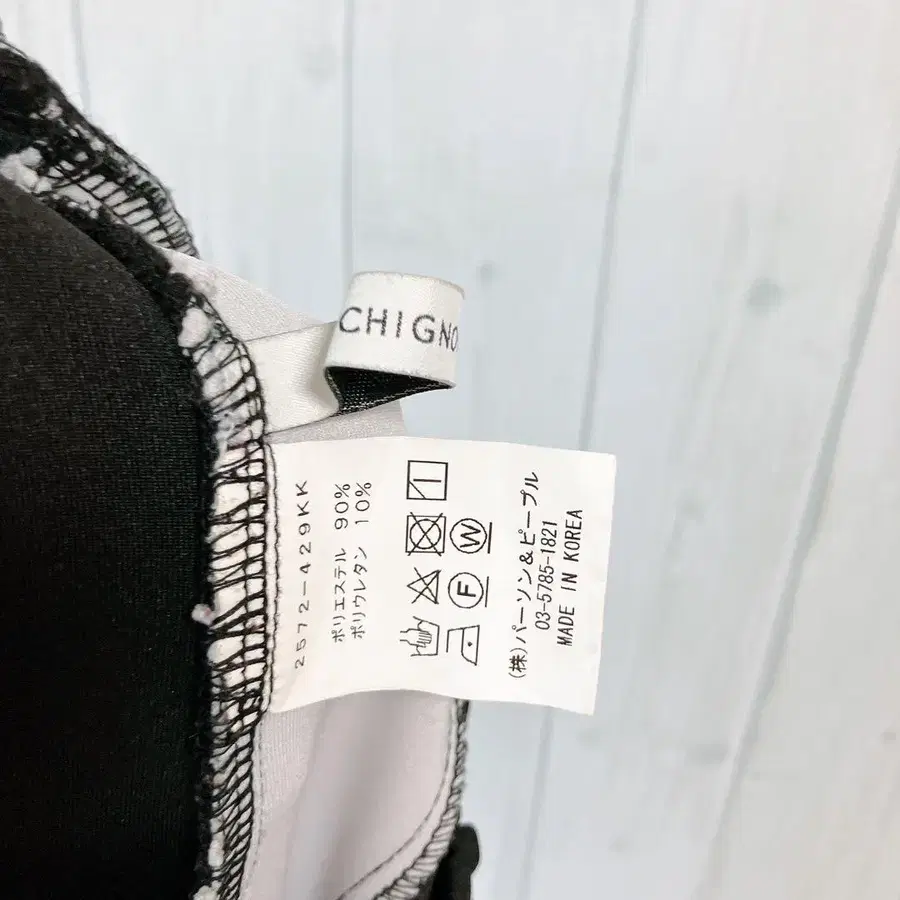 CHIGNO
2572-429KK
ポリエステル 90%
ポリウレタン 10%
W
F
(株)パーソン&ピープル
03-5785-1821
MADE IN KOREA